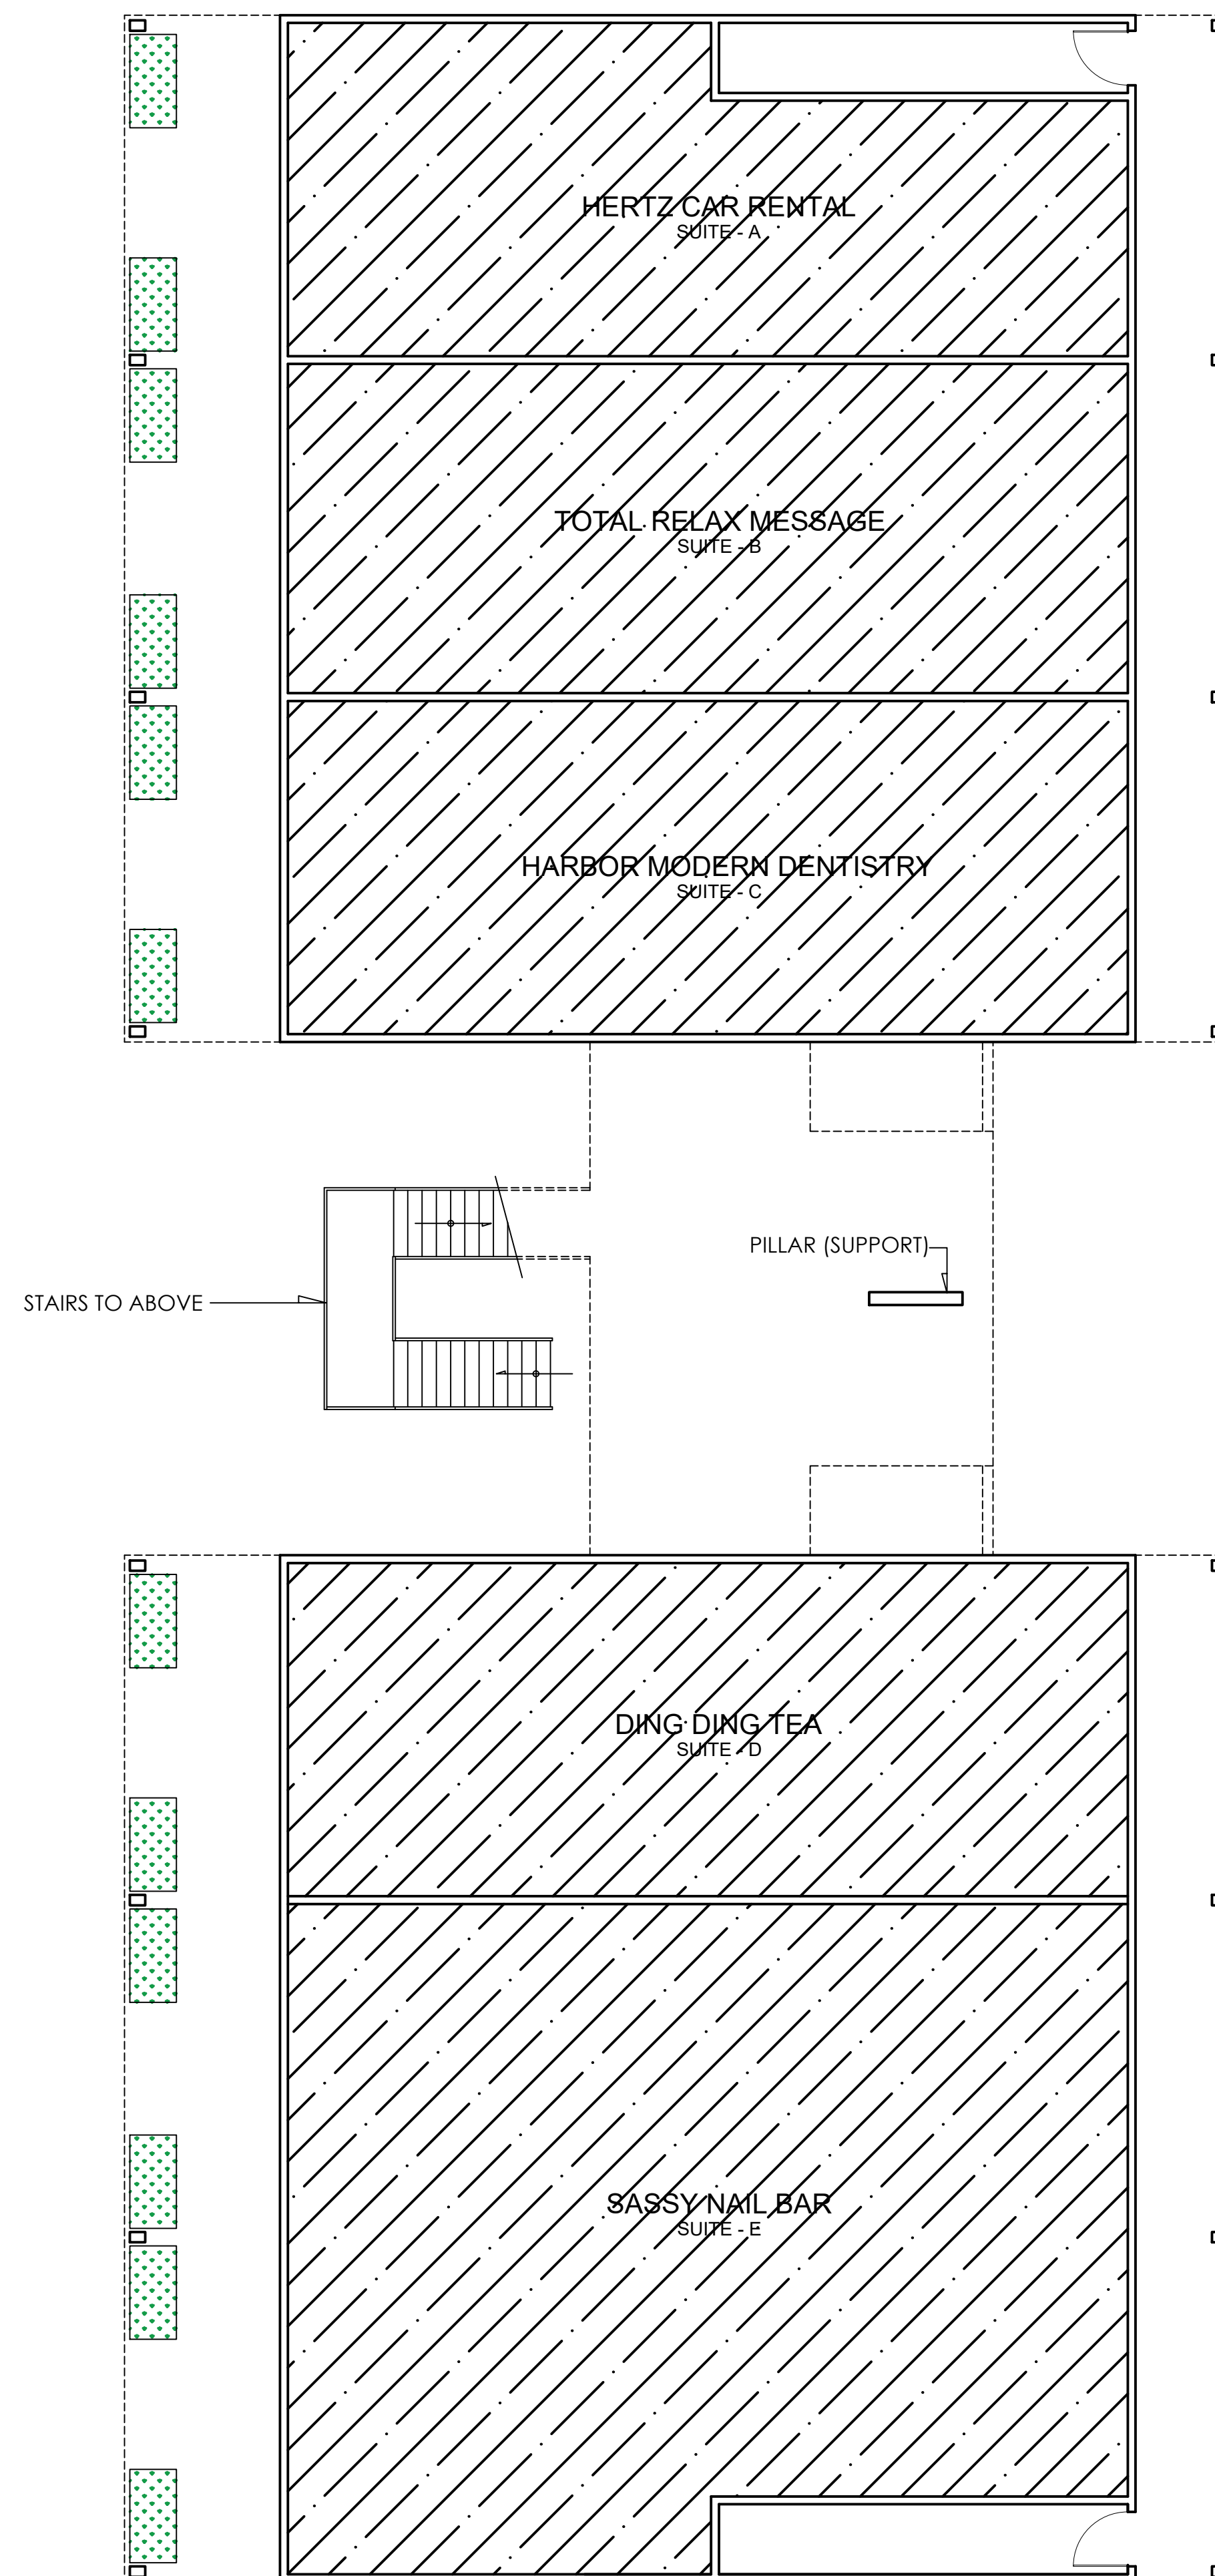 HERTZ CAR RENTAL
SUITE - A
TOTAL RELAX MESSAGE
SUITE - B
HARBOR MODERN DENTISTRY
SUITE - C
PILLAR (SUPPORT)
STAIRS TO ABOVE
DING DING TEA
SUITE - D
SASSY NAIL BAR
SUITE - E